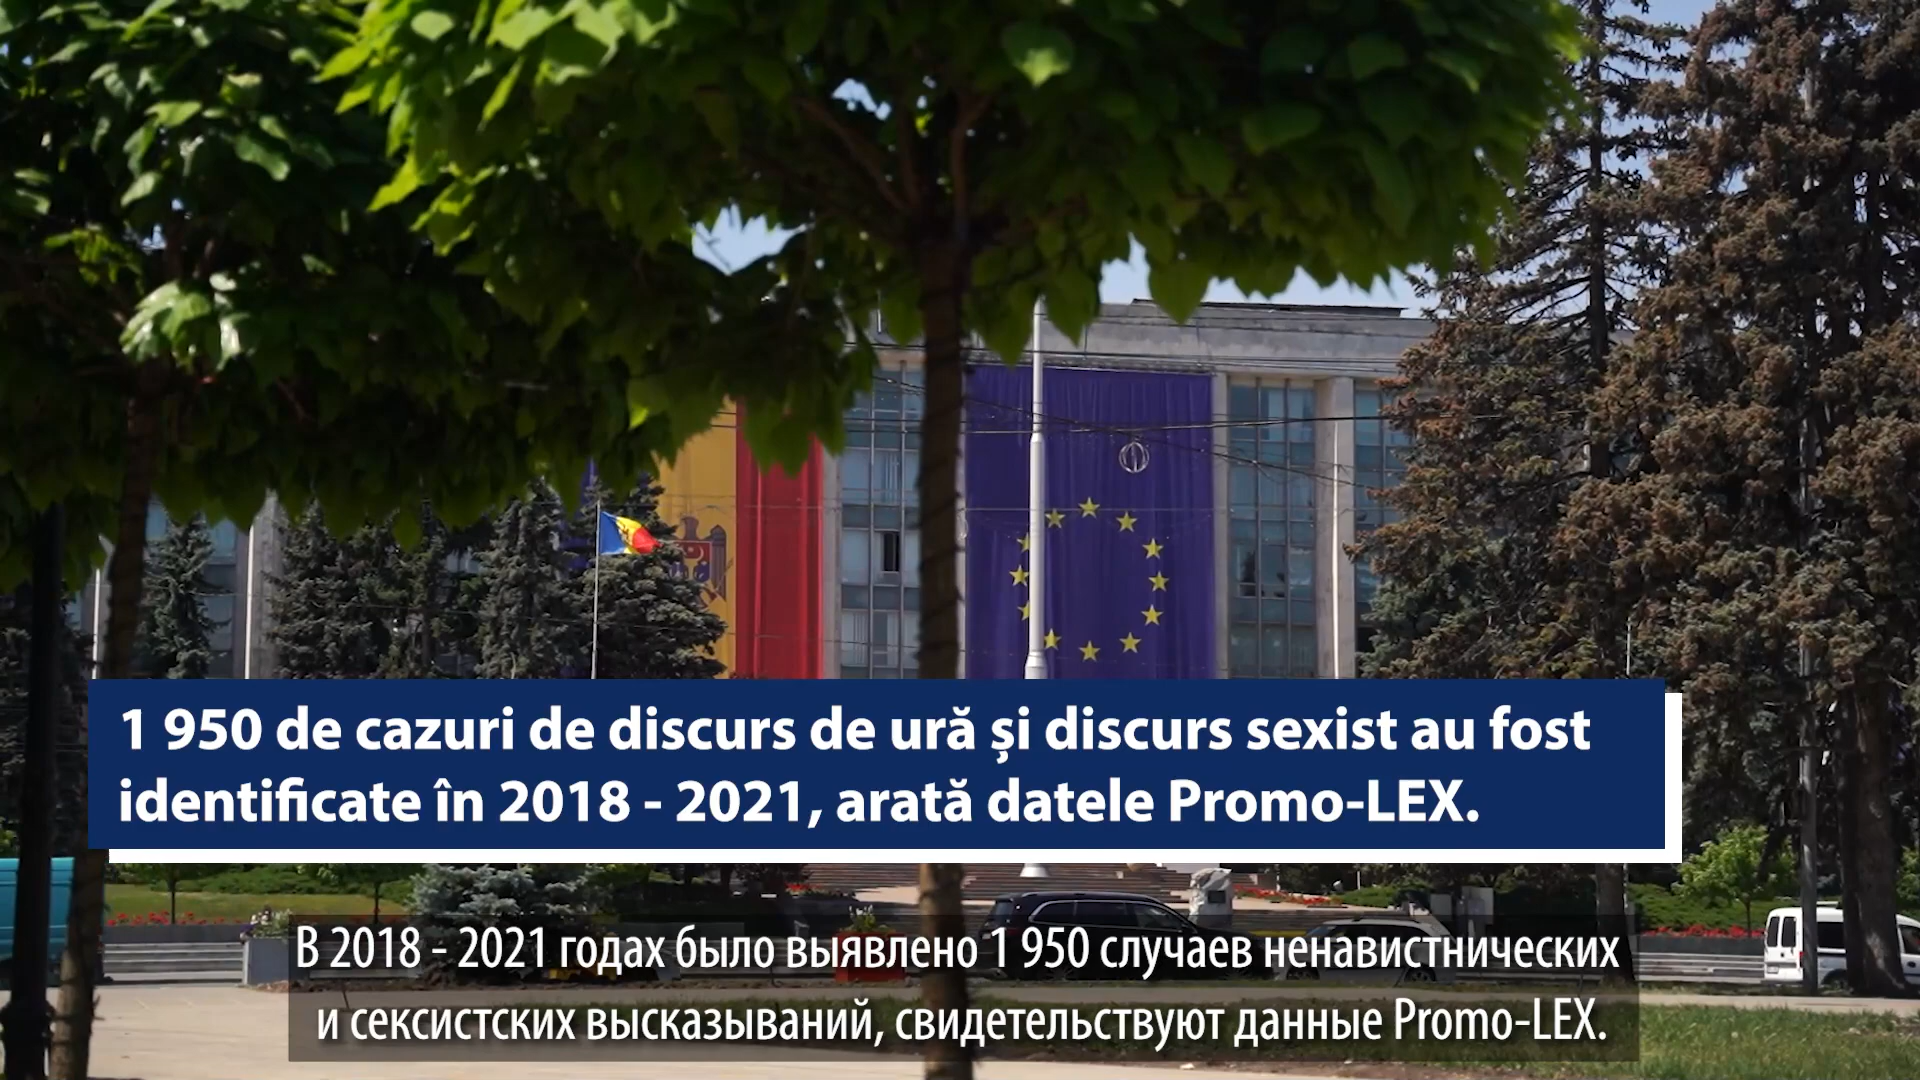 1 950 de cazuri de discurs de ură și discurs sexist au fost
identificate în 2018 - 2021, arată datele Promo-LEX.
В 2018 - 2021 годах было выявлено 1 950 случаев ненавистнических
и сексистских высказываний, свидетельствуют данные Promo-LEX.